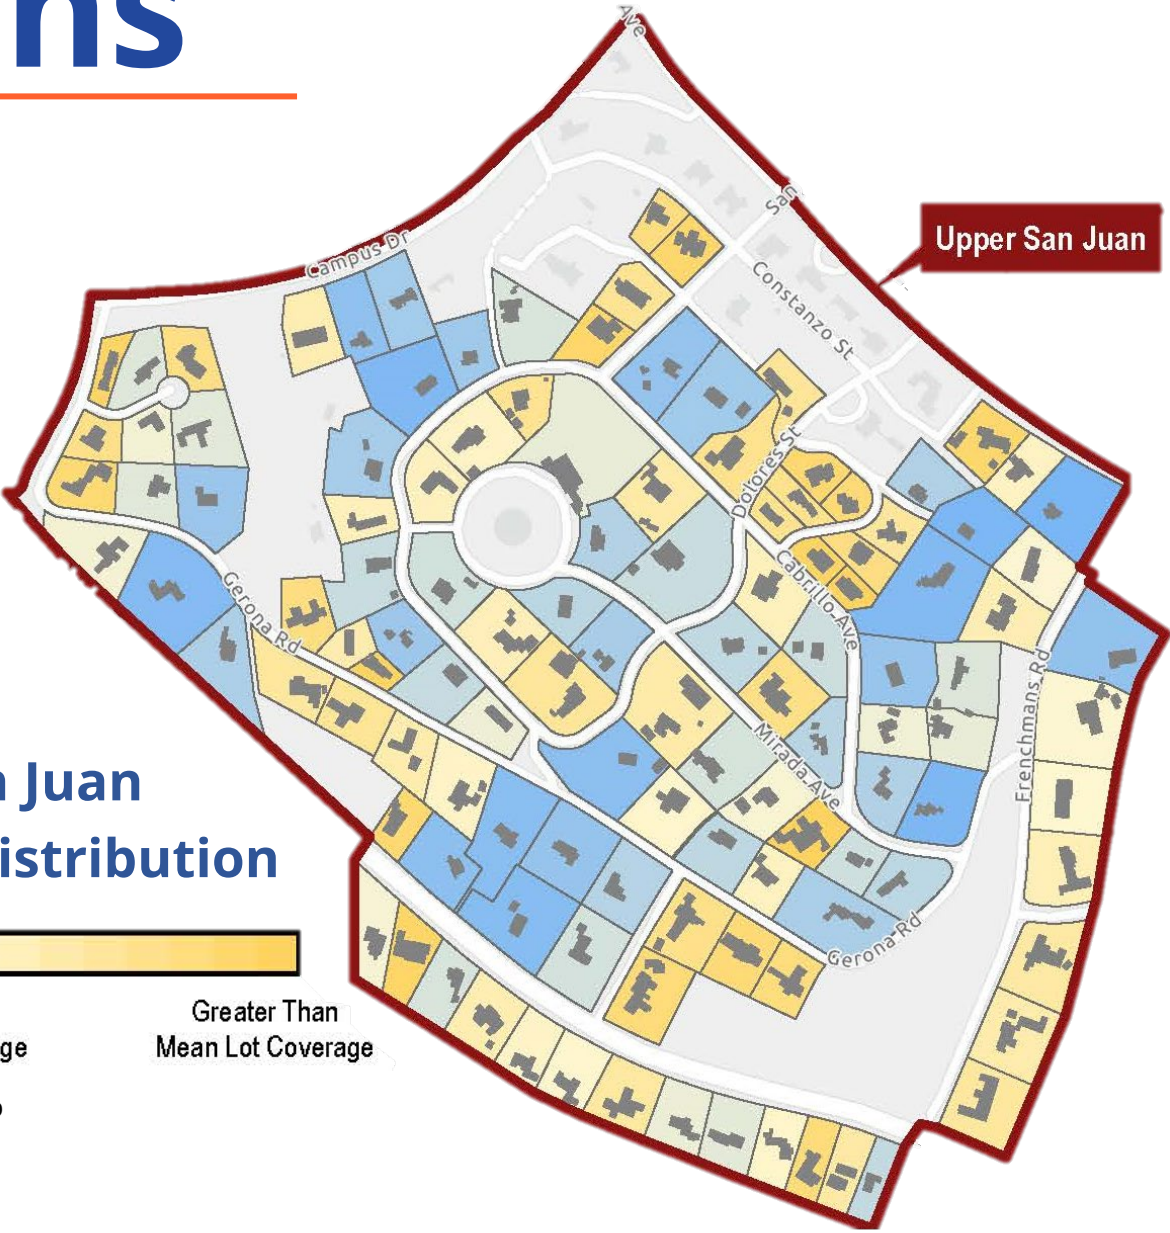 ns
Ave
San
Campus Dr
Upper San Juan
Constanzo St
Dolores St
Cabrillo Ave
Gerona Rd
Frenchmans Rd
Mirada Ave
Gerona Rd
n Juan
istribution
Greater Than
ge Mean Lot Coverage